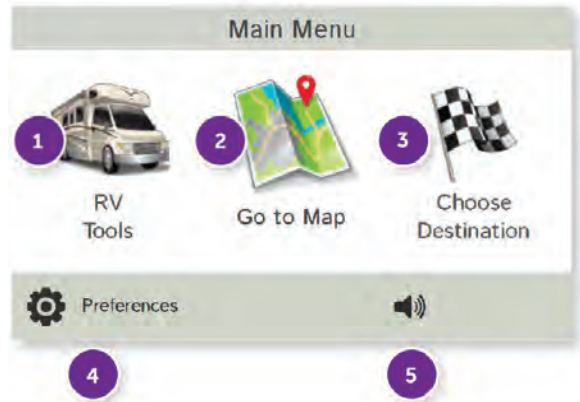 Main Menu
1
2
3
RV
Tools
Go to Map
Choose
Destination
Preferences
4
5